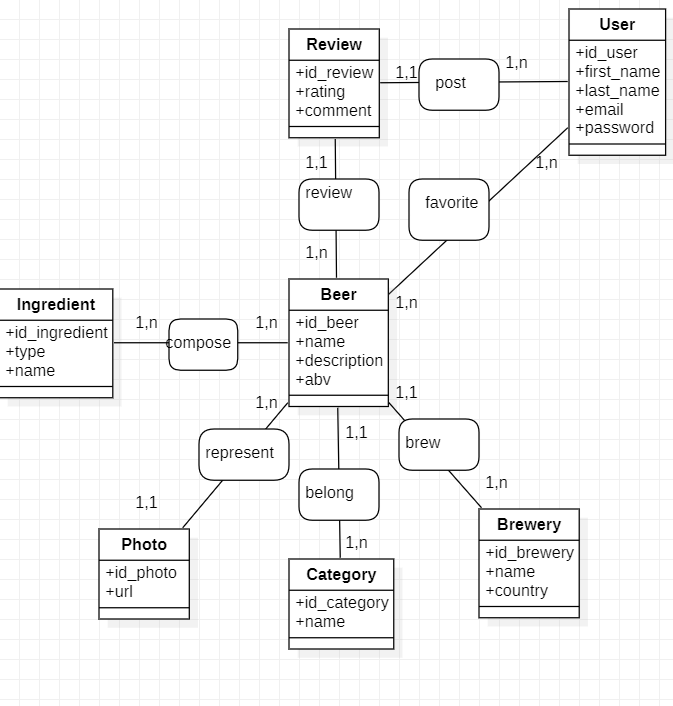 User
+id_user
+first_name
+last_name
+email
+password
Review
+id_review
+rating
+comment
1,1
post
1,n
1,n
1,1
review
1,n
favorite
1,n
Ingredient
+id_ingredient
+type
+name
1,n
compose
1,n
Beer
+id_beer
+name
+description
+abv
1,n
represent
1,1
1,1
belong
1,n
1,1
brew
1,n
Photo
+id_photo
+url
Category
+id_category
+name
Brewery
+id_brewery
+name
+country